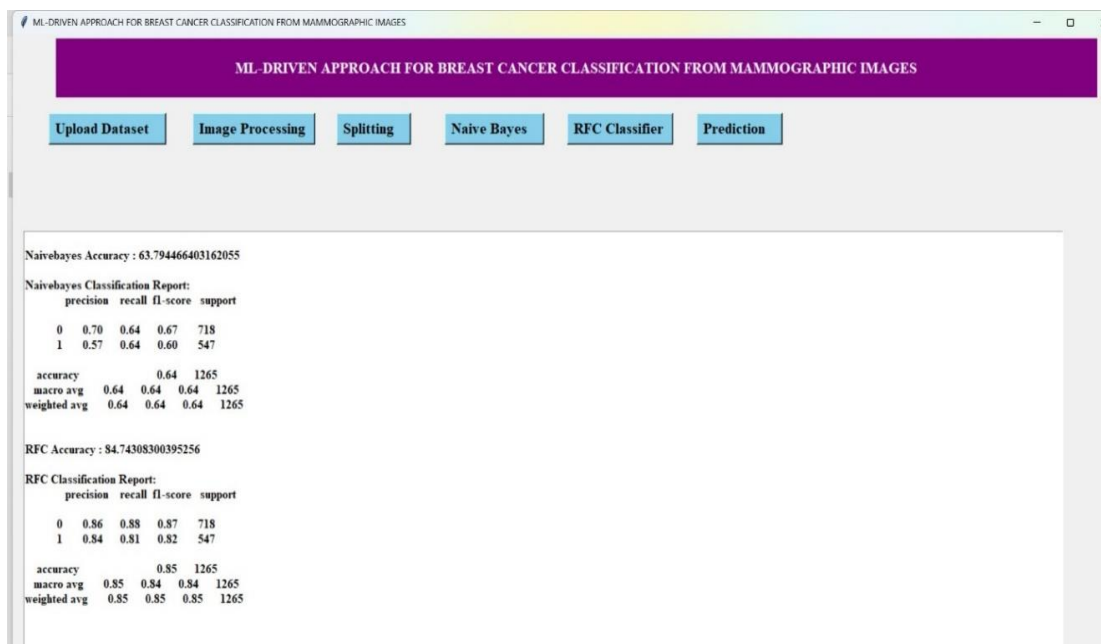 ML-DRIVEN APPROACH FOR BREAST CANCER CLASSIFICATION FROM MAMMOGRAPHIC IMAGES
ML-DRIVEN APPROACH FOR BREAST CANCER CLASSIFICATION FROM MAMMOGRAPHIC IMAGES
Upload Dataset Image Processing Splitting Naive Bayes RFC Classifier Prediction
Naivebayes Accuracy : 63.794466403162055
Naivebayes Classification Report:
precision recall f1-score support
0 0.70 0.64 0.67 718
1 0.57 0.64 0.60 547
accuracy 0.64 1265
macro avg 0.64 0.64 0.64 1265
weighted avg 0.64 0.64 0.64 1265
RFC Accuracy : 84.74308300395256
RFC Classification Report:
precision recall f1-score support
0 0.86 0.88 0.87 718
1 0.84 0.81 0.82 547
accuracy 0.85 1265
macro avg 0.85 0.84 0.84 1265
weighted avg 0.85 0.85 0.85 1265